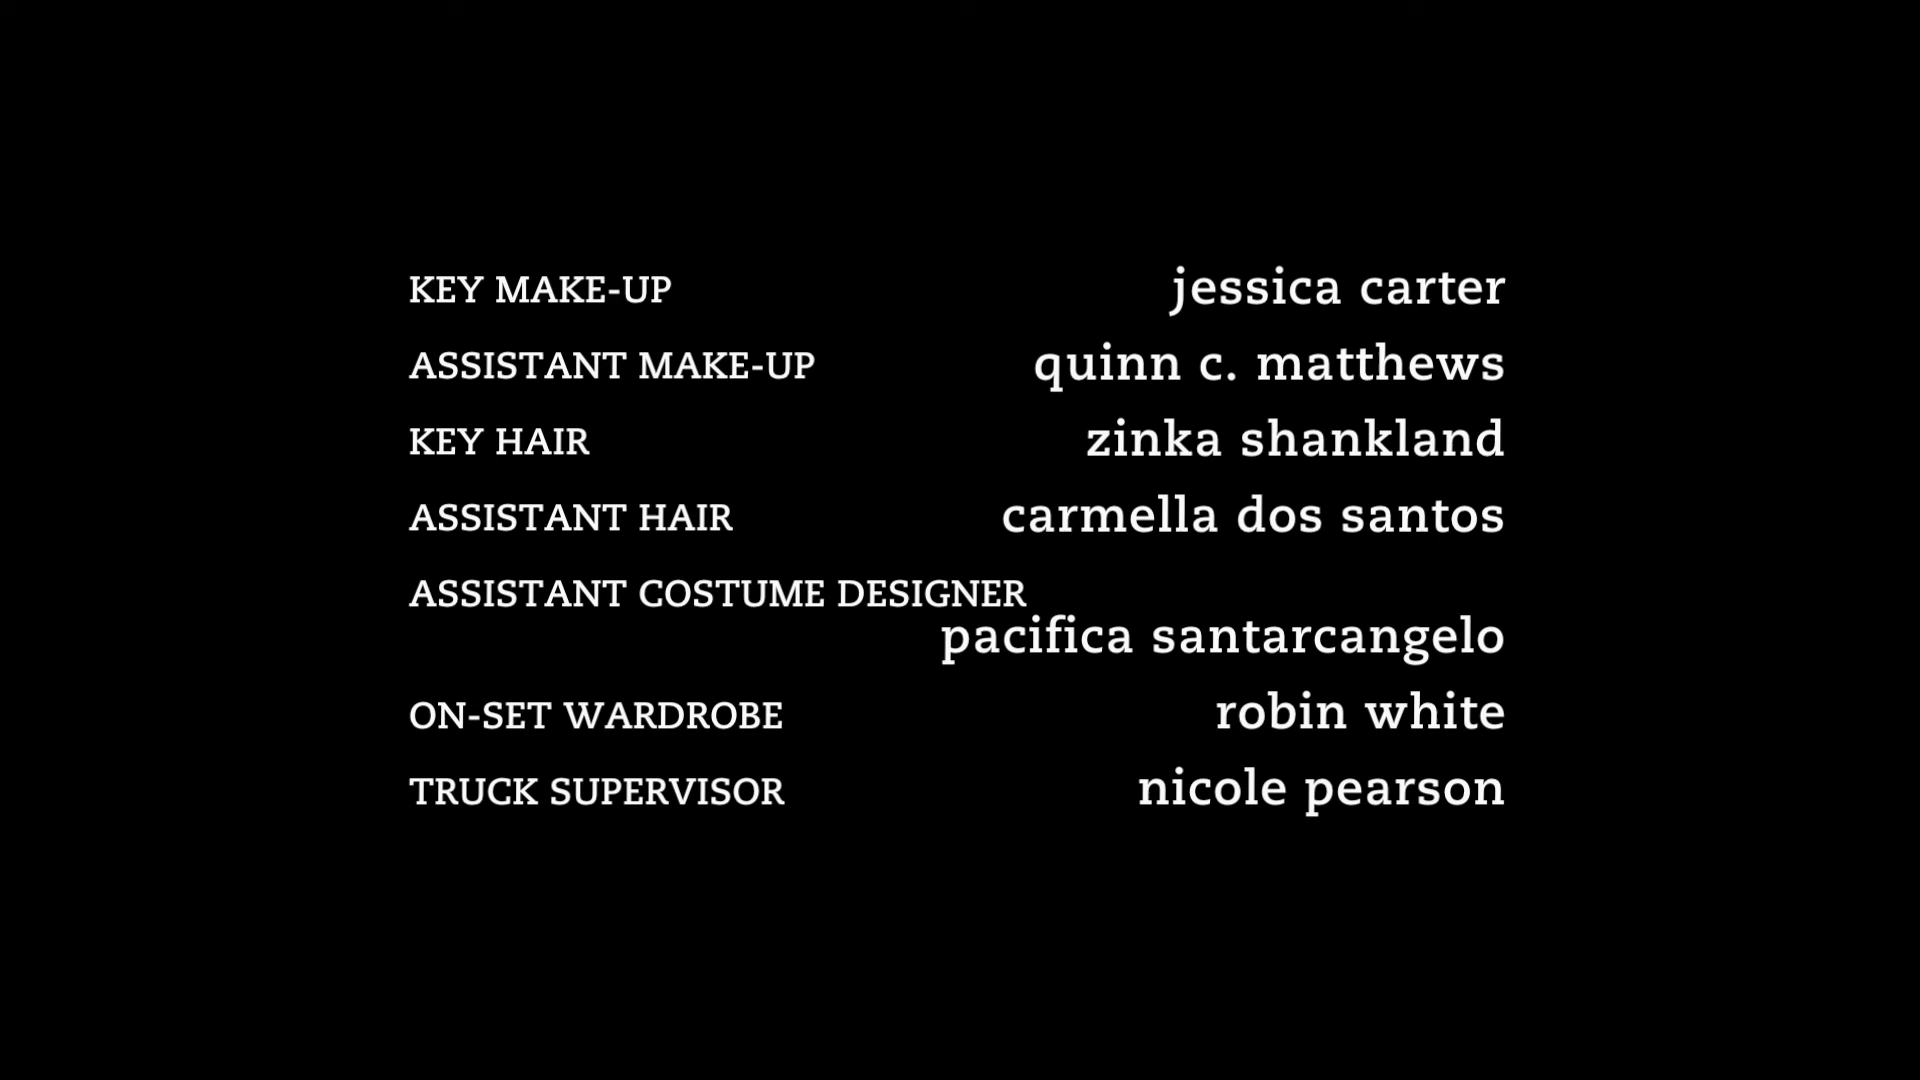 KEY MAKE-UP jessica carter
ASSISTANT MAKE-UP quinn c. matthews
KEY HAIR zinka shankland
ASSISTANT HAIR carmella dos santos
ASSISTANT COSTUME DESIGNER
pacifica santarcangelo
ON-SET WARDROBE robin white
TRUCK SUPERVISOR nicole pearson